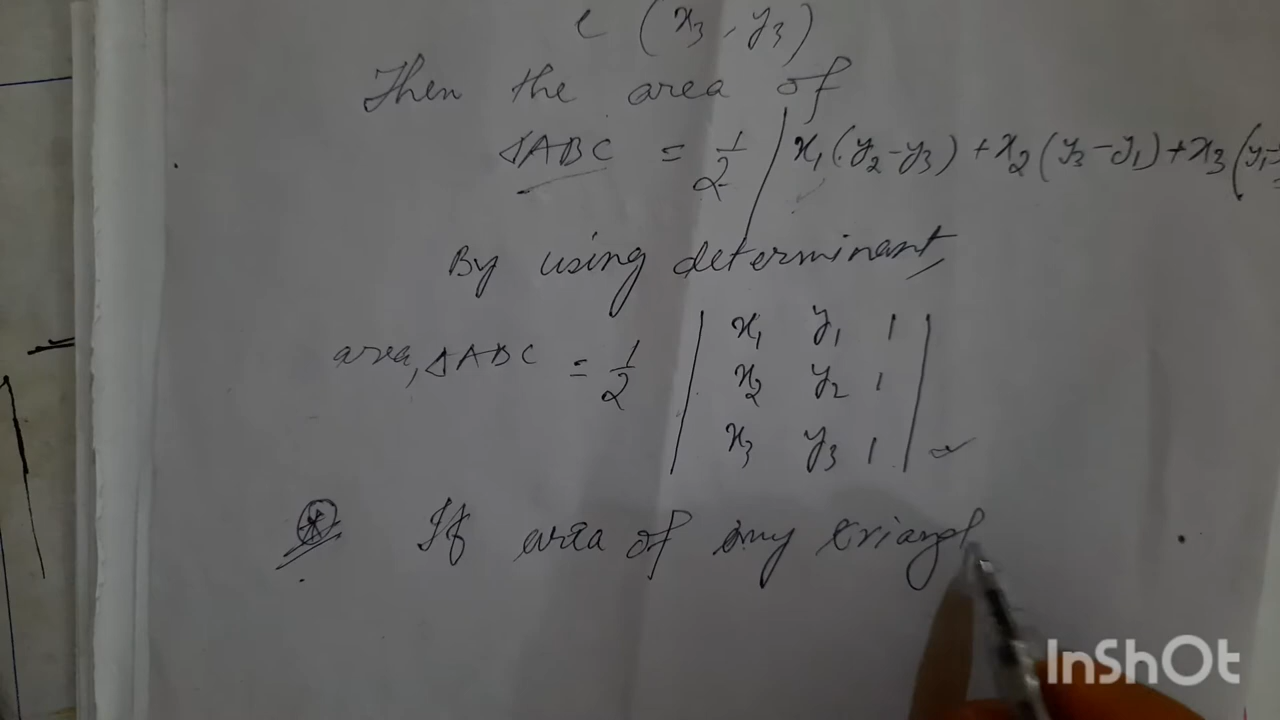 C (x₃, y₃)
Then the area of
ΔABC = 1/2 | x₁(y₂-y₃) + x₂(y₃-y₁) + x₃(y₁-
By using determinant,
area, ΔABC = 1/2 | x₁ y₁ 1 |
x₂ y₂ 1
x₃ y₃ 1
* If area of any triangl
InShOt